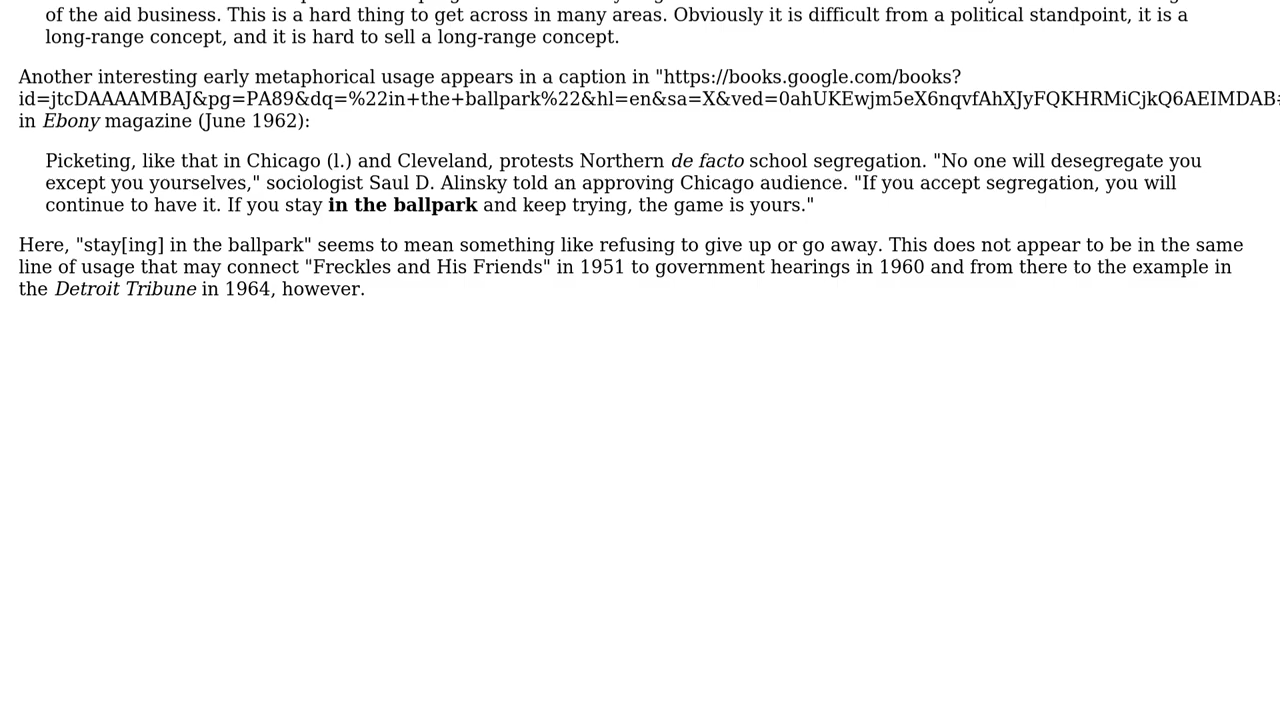 of the aid business. This is a hard thing to get across in many areas. Obviously it is difficult from a political standpoint, it is a
long-range concept, and it is hard to sell a long-range concept.
Another interesting early metaphorical usage appears in a caption in "https://books.google.com/books?
id=jtcDAAAAMBAJ&pg=PA89&dq=%22in+the+ballpark%22&hl=en&sa=X&ved=0ahUKEwjm5eX6nqvfAhXJyFQKHRMiCjkQ6AEIMDAB
in Ebony magazine (June 1962):
Picketing, like that in Chicago (l.) and Cleveland, protests Northern de facto school segregation. "No one will desegregate you
except you yourselves," sociologist Saul D. Alinsky told an approving Chicago audience. "If you accept segregation, you will
continue to have it. If you stay in the ballpark and keep trying, the game is yours."
Here, "stay[ing] in the ballpark" seems to mean something like refusing to give up or go away. This does not appear to be in the same
line of usage that may connect "Freckles and His Friends" in 1951 to government hearings in 1960 and from there to the example in
the Detroit Tribune in 1964, however.